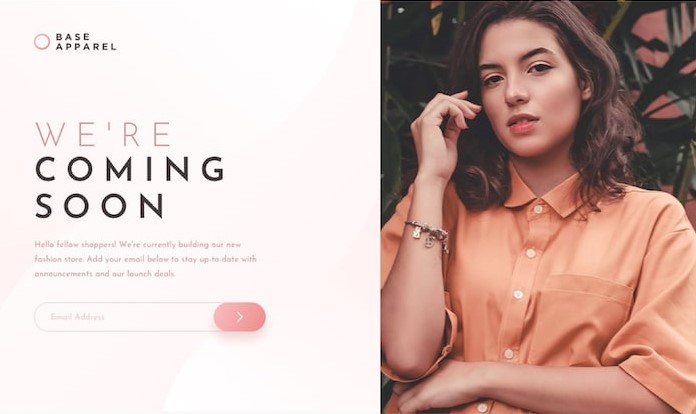 BASE
APPAREL
WE'RE
COMING
SOON
Hello fellow shoppers! We're currently building our new
fashion store. Add your email below to stay up-to-date with
announcements and our launch deals.
Email Address